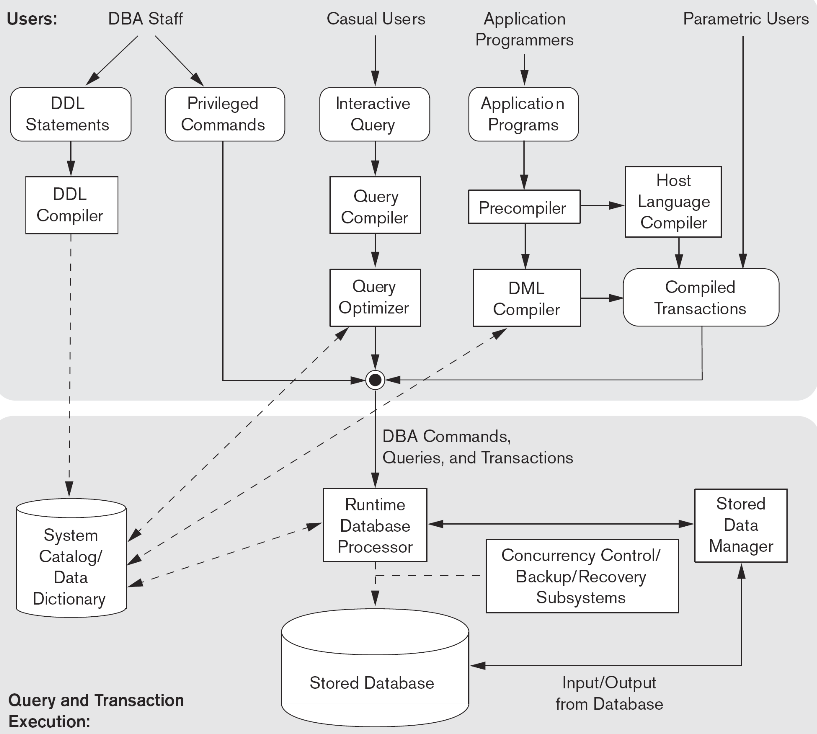 Users:
DBA Staff
Casual Users
Application
Programmers
Parametric Users
DDL
Statements
Privileged
Commands
Interactive
Query
Application
Programs
DDL
Compiler
Query
Compiler
Precompiler
Host
Language
Compiler
Query
Optimizer
DML
Compiler
Compiled
Transactions
DBA Commands,
Queries, and Transactions
System
Catalog/
Data
Dictionary
Runtime
Database
Processor
Stored
Data
Manager
Concurrency Control/
Backup/Recovery
Subsystems
Stored Database
Input/Output
from Database
Query and Transaction
Execution: